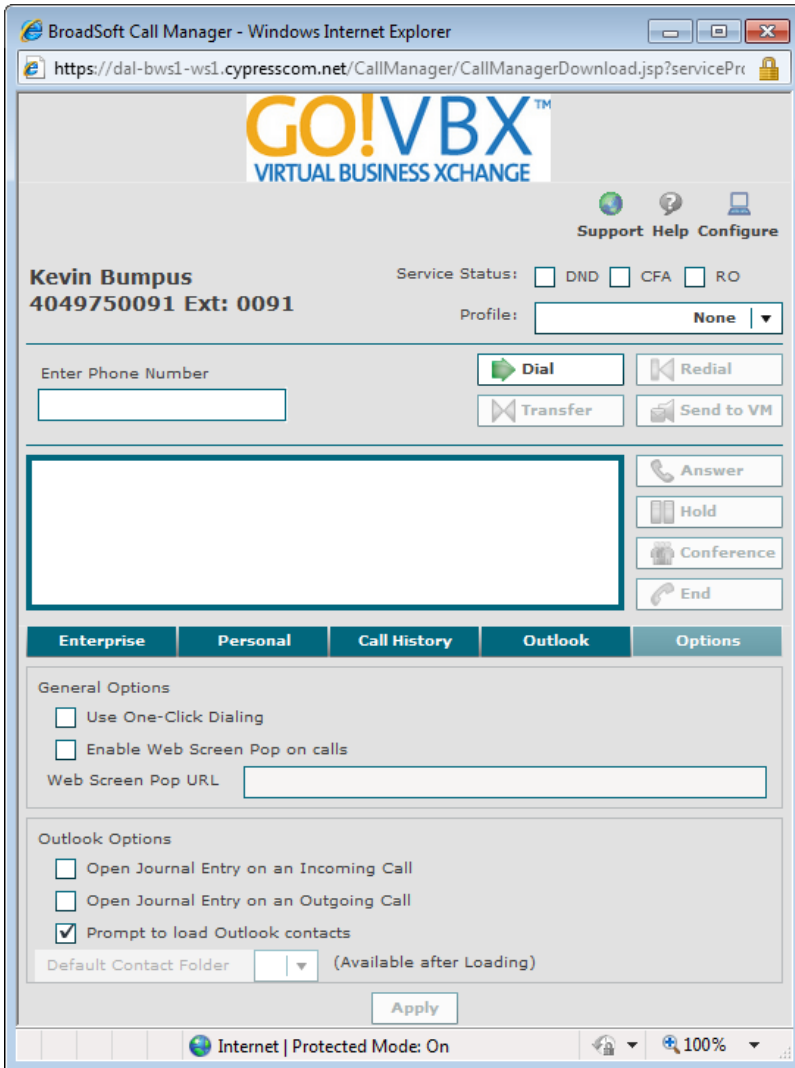 BroadSoft Call Manager - Windows Internet Explorer
https://dal-bws1-ws1.cypresscom.net/CallManager/CallManagerDownload.jsp?servicePr
GO!VBX™
VIRTUAL BUSINESS XCHANGE
Support Help Configure
Kevin Bumpus
4049750091 Ext: 0091
Service Status: DND CFA RO
Profile: None
Enter Phone Number
Dial Redial
Transfer Send to VM
Answer
Hold
Conference
End
Enterprise Personal Call History Outlook Options
General Options
Use One-Click Dialing
Enable Web Screen Pop on calls
Web Screen Pop URL
Outlook Options
Open Journal Entry on an Incoming Call
Open Journal Entry on an Outgoing Call
Prompt to load Outlook contacts
Default Contact Folder (Available after Loading)
Apply
Internet | Protected Mode: On 100%